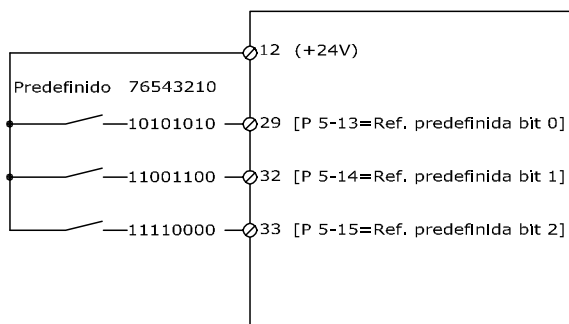 12 (+24V)
Predefinido 76543210
10101010 29 [P 5-13=Ref. predefinida bit 0]
11001100 32 [P 5-14=Ref. predefinida bit 1]
11110000 33 [P 5-15=Ref. predefinida bit 2]